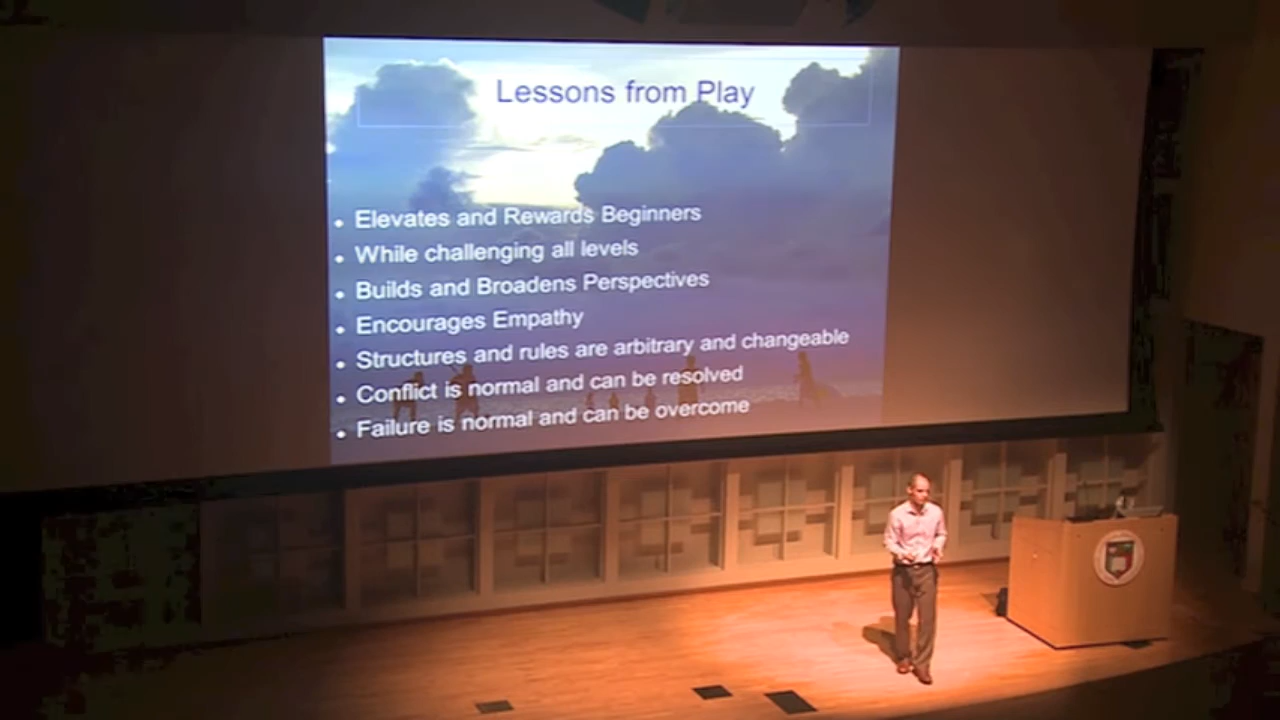 Lessons from Play
• Elevates and Rewards Beginners
• While challenging all levels
• Builds and Broadens Perspectives
• Encourages Empathy
• Structures and rules are arbitrary and changeable
• Conflict is normal and can be resolved
• Failure is normal and can be overcome